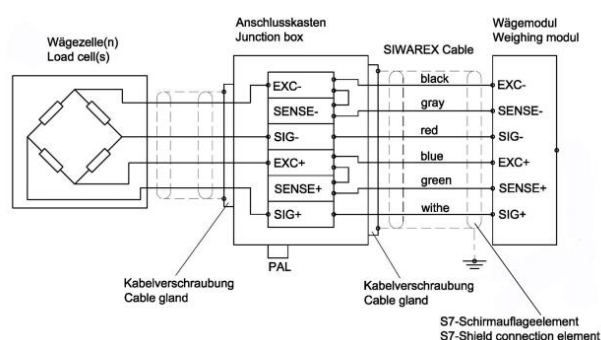 Anschlusskasten
Junction box
Wägemodul
Weighing modul
Wägezelle(n)
Load cell(s)
SIWAREX Cable
EXC-
SENSE-
SIG-
EXC+
SENSE+
SIG+
black
gray
red
blue
green
withe
EXC-
SENSE-
SIG-
EXC+
SENSE+
SIG+
PAL
Kabelverschraubung
Cable gland
Kabelverschraubung
Cable gland
S7-Schirmauflageelement
S7-Shield connection element